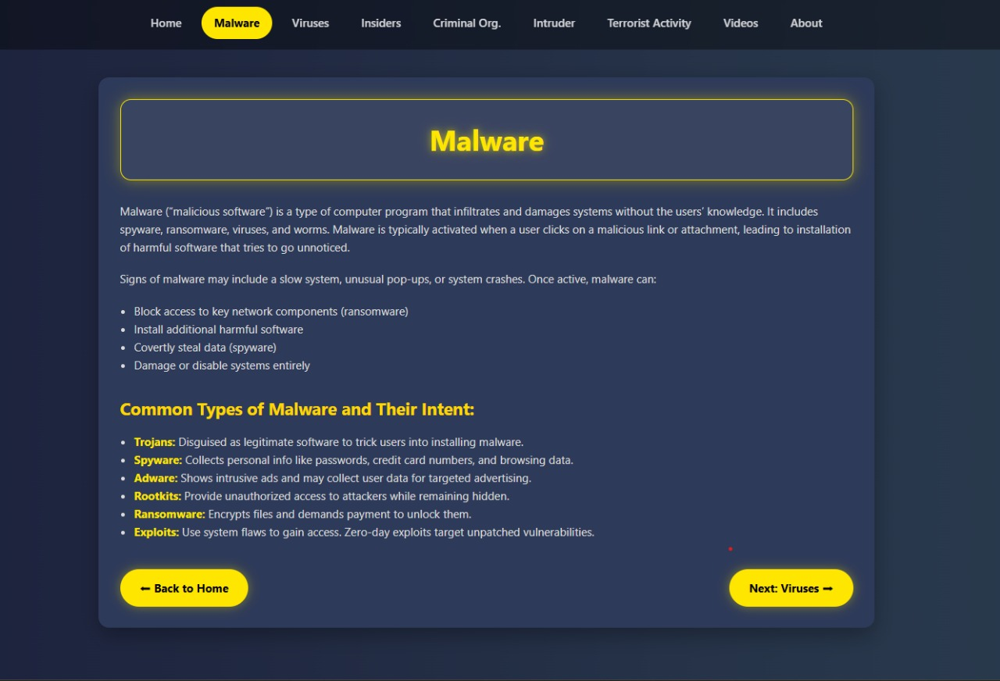 Home Malware Viruses Insiders Criminal Org. Intruder Terrorist Activity Videos About
Malware
Malware (“malicious software”) is a type of computer program that infiltrates and damages systems without the users’ knowledge. It includes
spyware, ransomware, viruses, and worms. Malware is typically activated when a user clicks on a malicious link or attachment, leading to installation
of harmful software that tries to go unnoticed.
Signs of malware may include a slow system, unusual pop-ups, or system crashes. Once active, malware can:
• Block access to key network components (ransomware)
• Install additional harmful software
• Covertly steal data (spyware)
• Damage or disable systems entirely
Common Types of Malware and Their Intent:
• Trojans: Disguised as legitimate software to trick users into installing malware.
• Spyware: Collects personal info like passwords, credit card numbers, and browsing data.
• Adware: Shows intrusive ads and may collect user data for targeted advertising.
• Rootkits: Provide unauthorized access to attackers while remaining hidden.
• Ransomware: Encrypts files and demands payment to unlock them.
• Exploits: Use system flaws to gain access. Zero-day exploits target unpatched vulnerabilities.
← Back to Home Next: Viruses →